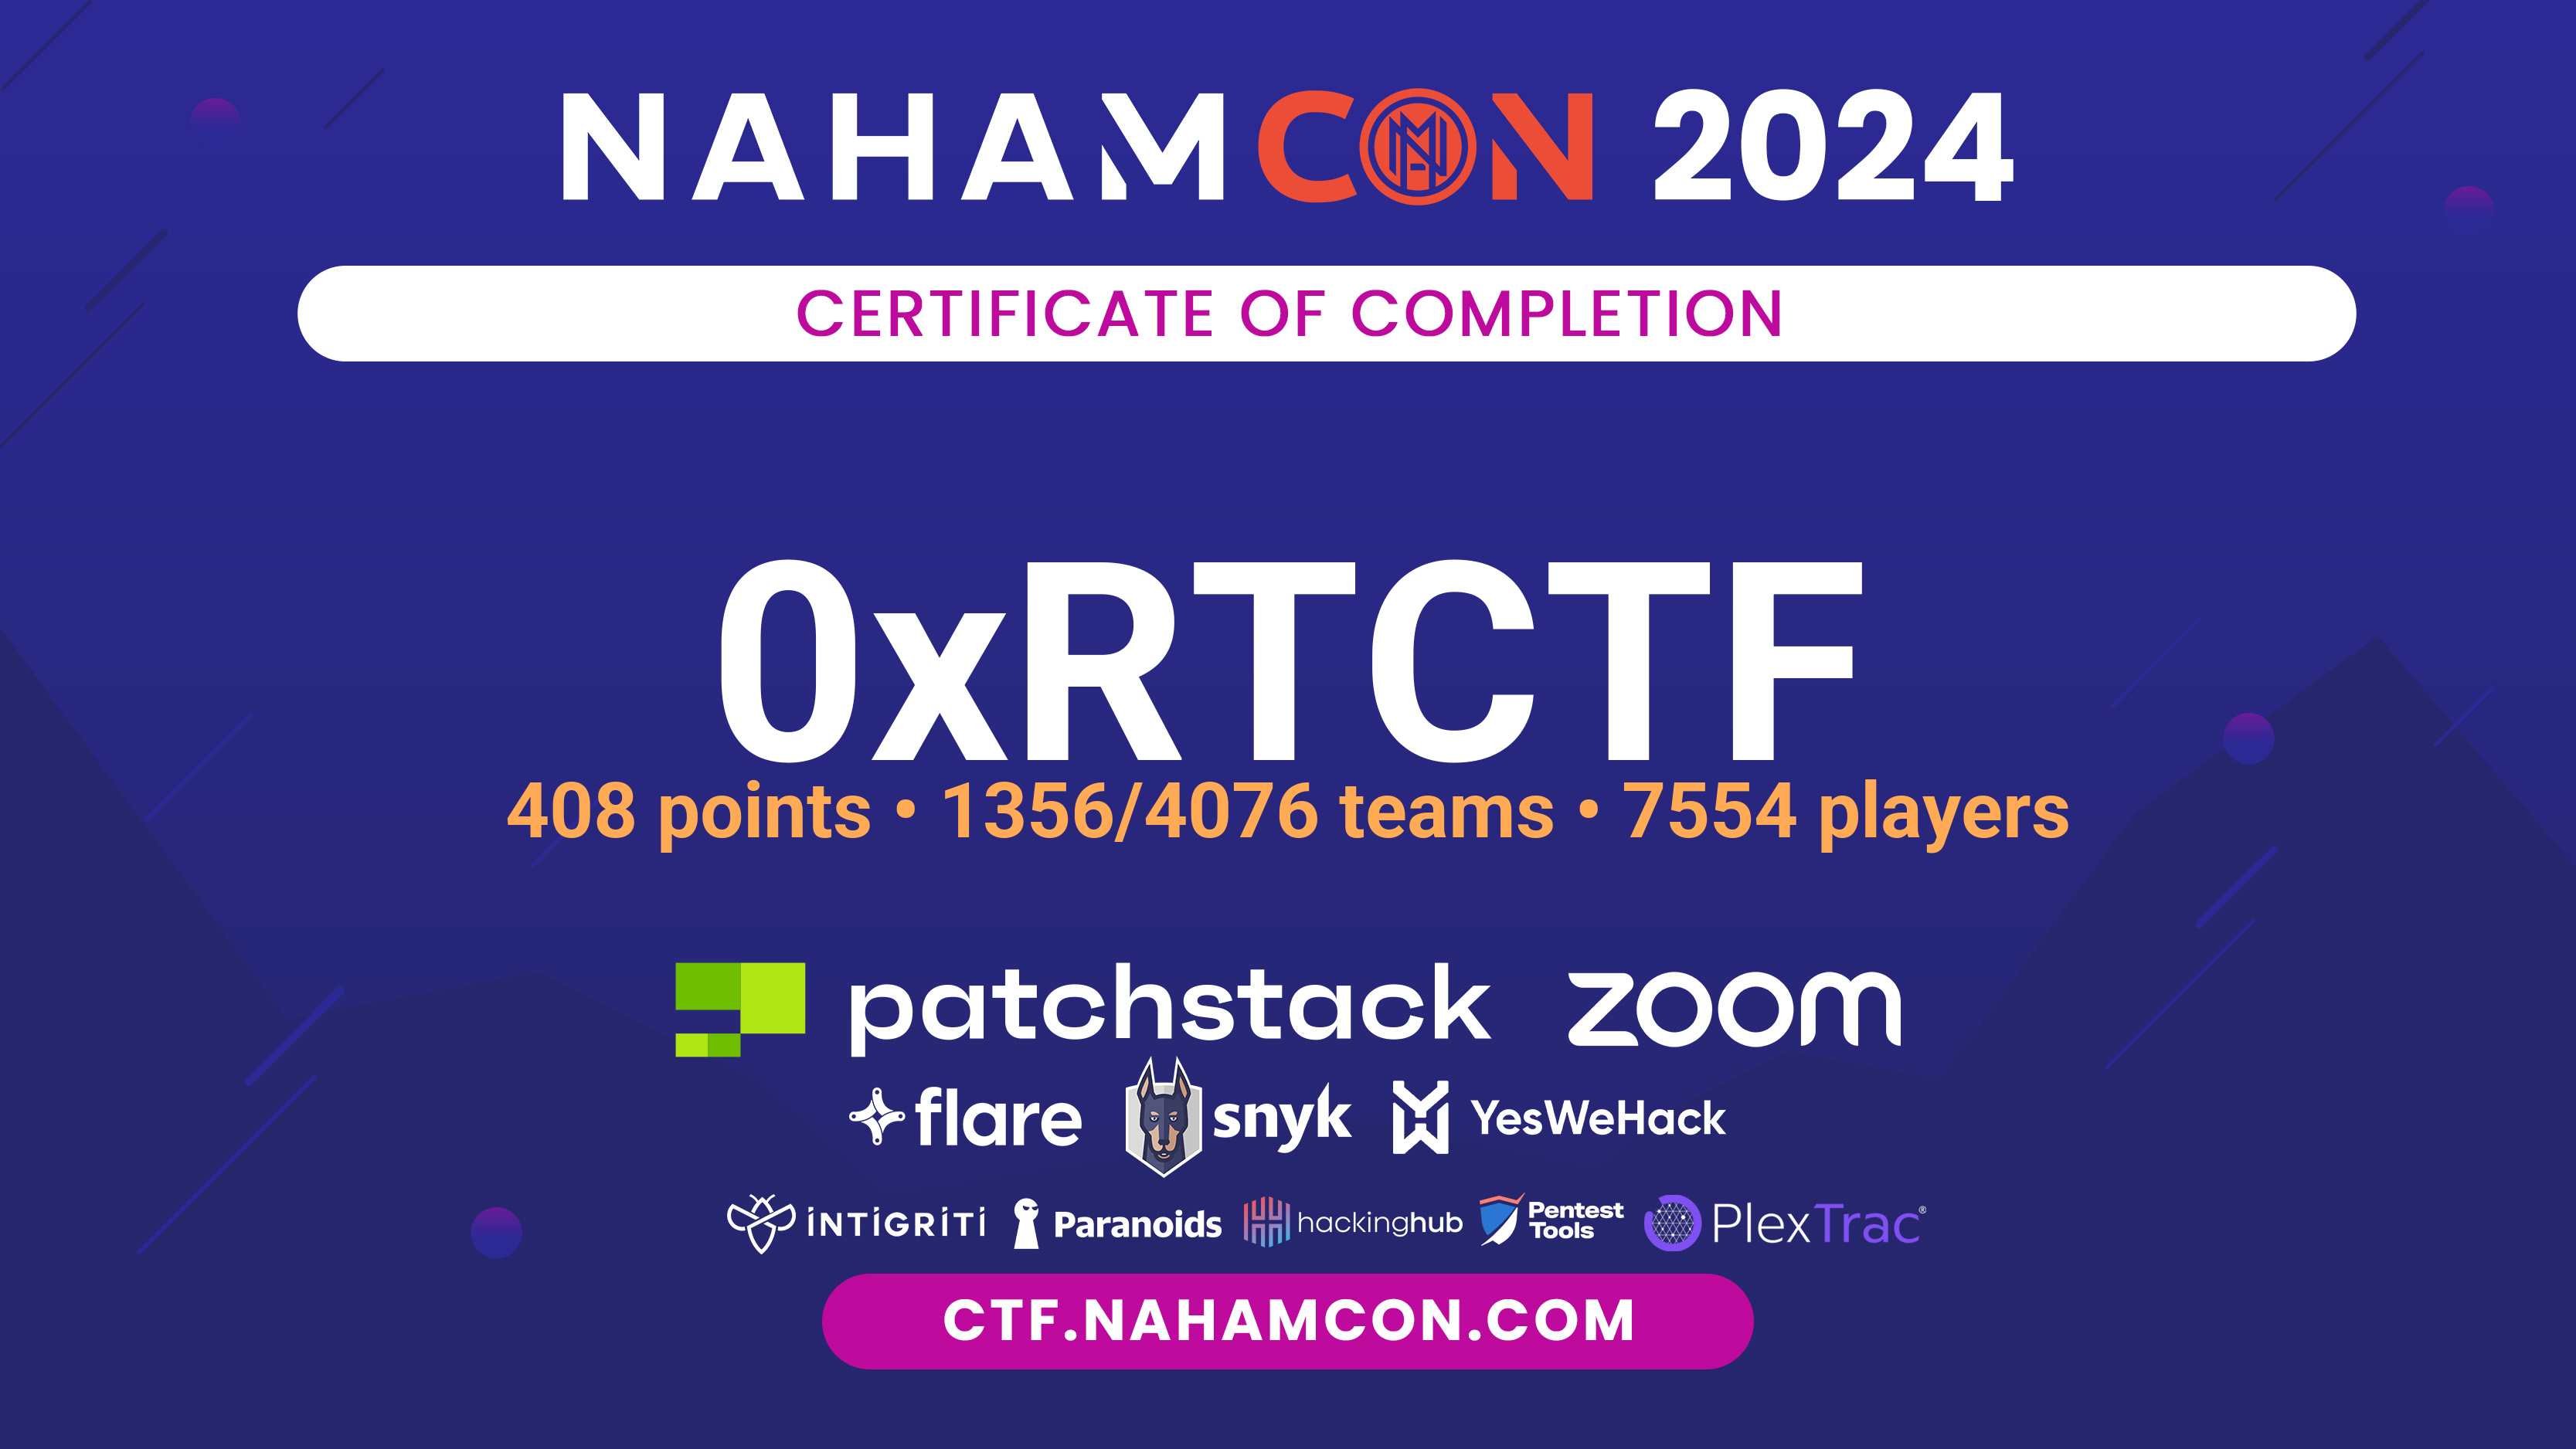 NAHAMCON 2024
CERTIFICATE OF COMPLETION
0xRTCTF
408 points • 1356/4076 teams • 7554 players
patchstack zoom
flare snyk YesWeHack
INTIGRITI Paranoids hackinghub Pentest Tools PlexTrac®
CTF.NAHAMCON.COM